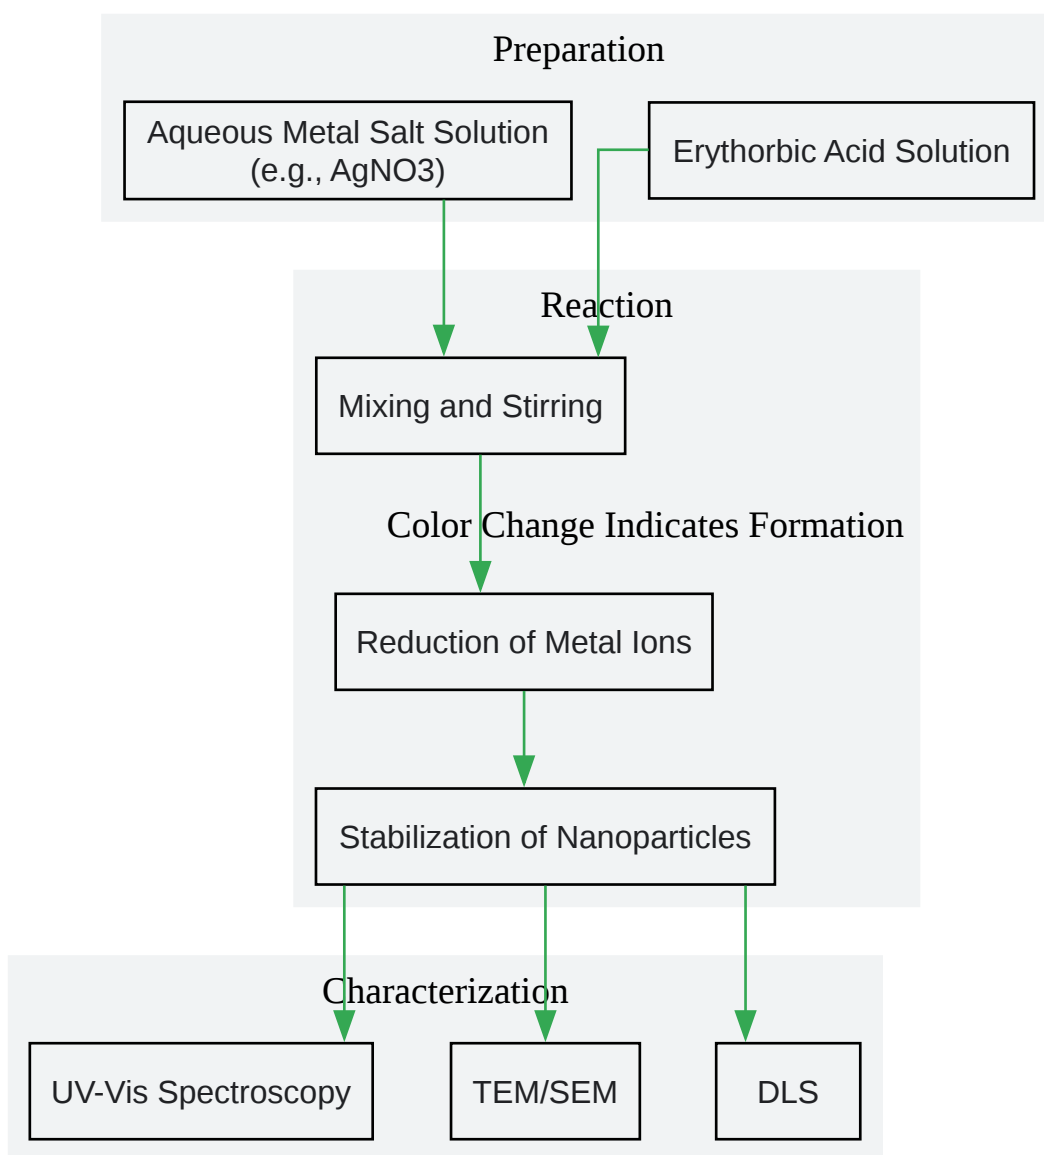 Preparation
Aqueous Metal Salt Solution
(e.g., AgNO3)
Erythorbic Acid Solution
Reaction
Mixing and Stirring
Color Change Indicates Formation
Reduction of Metal Ions
Stabilization of Nanoparticles
Characterization
UV-Vis Spectroscopy
TEM/SEM
DLS